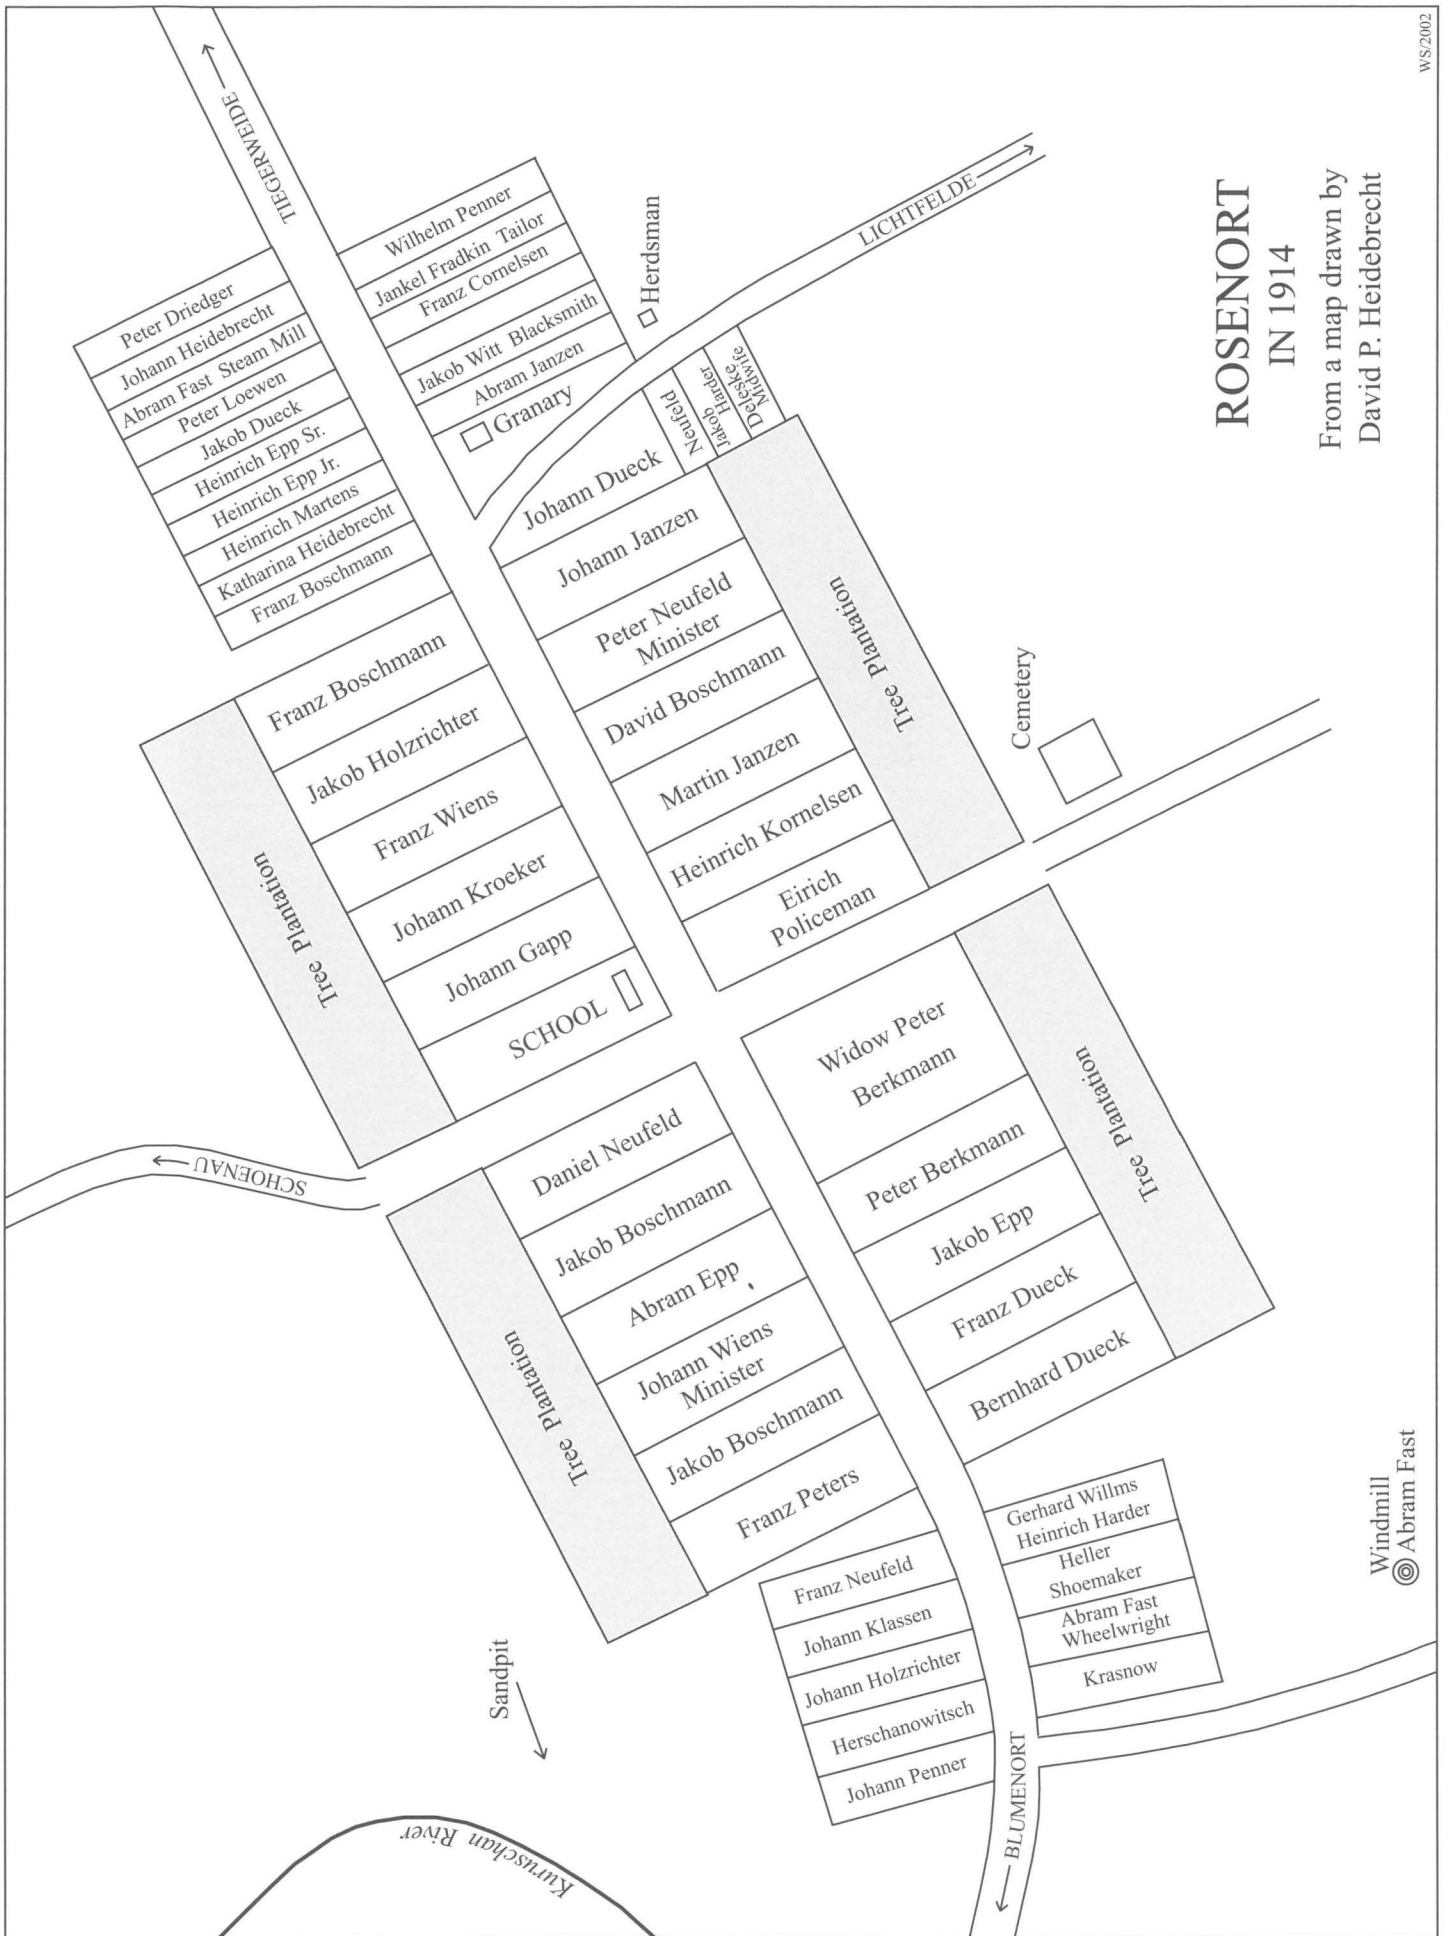 ROSENORT
IN 1914
From a map drawn by
David P. Heidebrecht
WS/2002
← TIEGERWEIDE
Peter Driedger
Johann Heidebrecht
Abram Fast Steam Mill
Peter Loewen
Jakob Dueck
Heinrich Epp Sr.
Heinrich Epp Jr.
Heinrich Martens
Katharina Heidebrecht
Franz Boschmann
Wilhelm Penner
Jankel Fradkin Tailor
Franz Cornelsen
Jakob Witt Blacksmith
Abram Janzen
Granary
Herdsman
LICHTFELDE →
Neufeld
Jakob
Harder
Deleske
Midwife
Franz Boschmann
Jakob Holzrichter
Franz Wiens
Johann Kroeker
Johann Gapp
SCHOOL
Tree Plantation
Johann Dueck
Johann Janzen
Peter Neufeld
Minister
David Boschmann
Martin Janzen
Heinrich Kornelsen
Eirich
Policeman
Tree Plantation
Cemetery
← SCHOENAU
Daniel Neufeld
Jakob Boschmann
Abram Epp
Johann Wiens
Minister
Jakob Boschmann
Franz Peters
Tree Plantation
Widow Peter
Berkmann
Peter Berkmann
Jakob Epp
Franz Dueck
Bernhard Dueck
Tree Plantation
Franz Neufeld
Johann Klassen
Johann Holzrichter
Herschanowitsch
Johann Penner
Gerhard Willms
Heinrich Harder
Heller
Shoemaker
Abram Fast
Wheelwright
Krasnow
← BLUMENORT
Sandpit
Kuruschan River
Windmill
Abram Fast